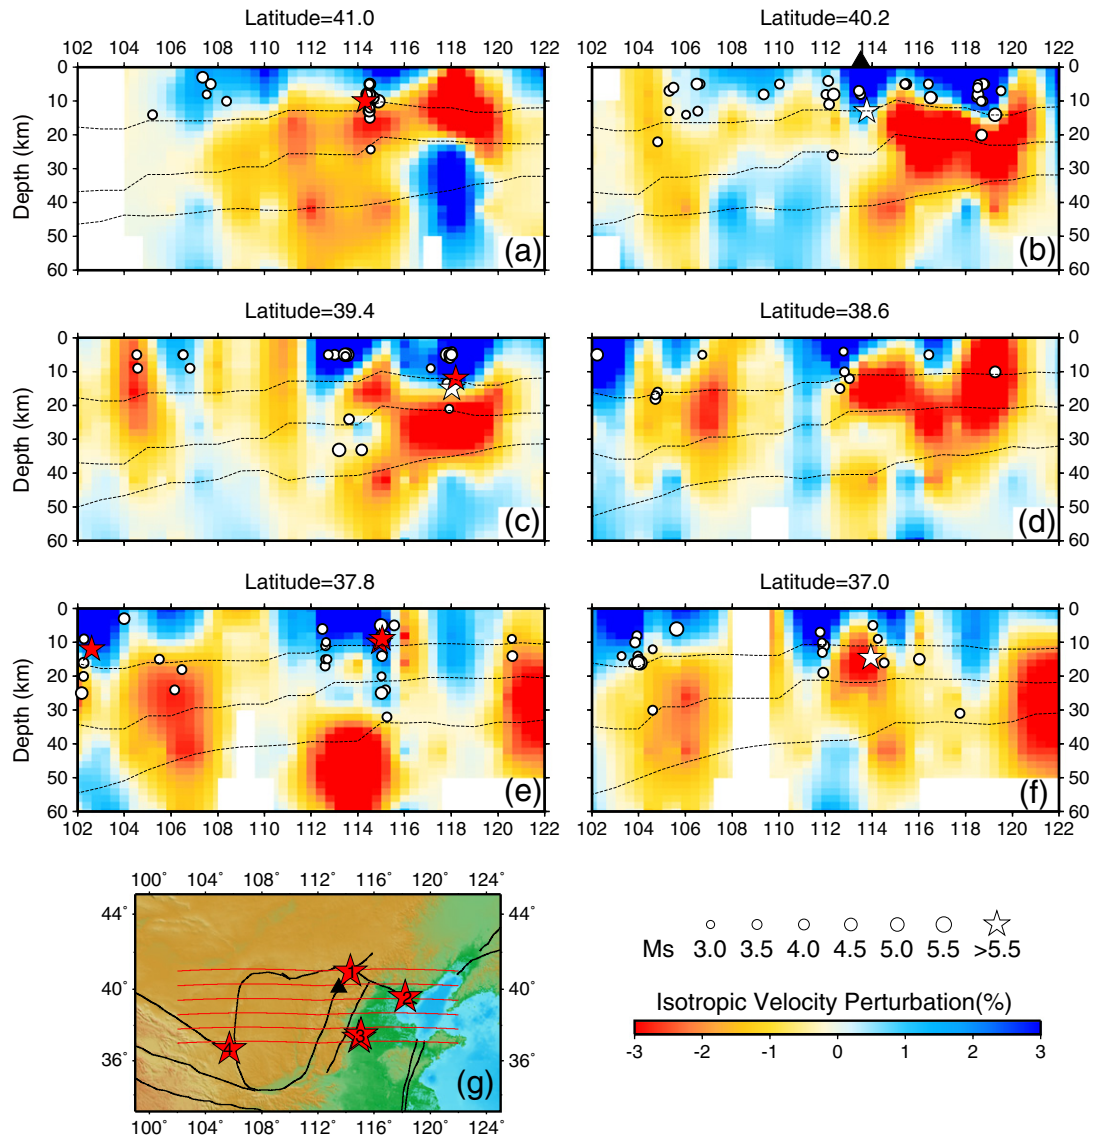 Latitude=41.0
Latitude=40.2
102 104 106 108 110 112 114 116 118 120 122
102 104 106 108 110 112 114 116 118 120 122
0
10
20
30
40
50
60
Depth (km)
(a)
0
10
20
30
40
50
60
(b)
Latitude=39.4
Latitude=38.6
0
10
20
30
40
50
60
Depth (km)
(c)
0
10
20
30
40
50
60
(d)
Latitude=37.8
Latitude=37.0
0
10
20
30
40
50
60
Depth (km)
(e)
0
10
20
30
40
50
60
(f)
102 104 106 108 110 112 114 116 118 120 122
102 104 106 108 110 112 114 116 118 120 122
100° 104° 108° 112° 116° 120° 124°
44° 44°
40° 40°
36° 36°
1
2
3
4
(g)
100° 104° 108° 112° 116° 120° 124°
Ms 3.0 3.5 4.0 4.5 5.0 5.5 >5.5
Isotropic Velocity Perturbation(%)
-3 -2 -1 0 1 2 3